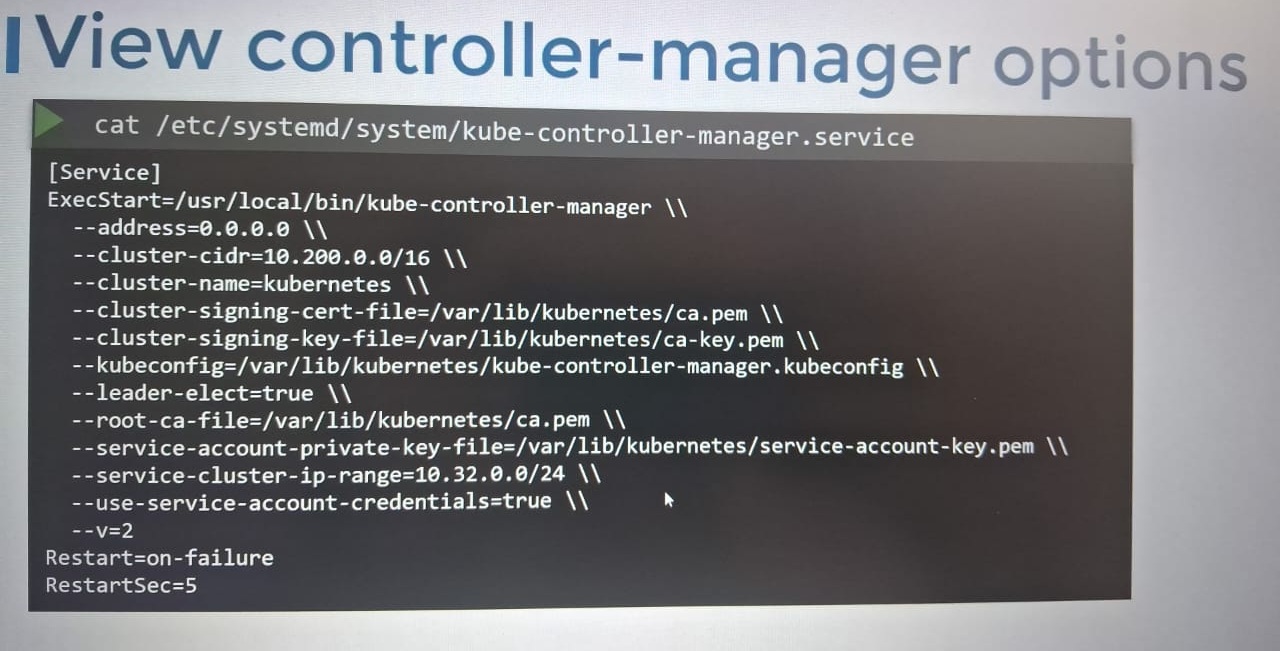 View controller-manager options
cat /etc/systemd/system/kube-controller-manager.service
[Service]
ExecStart=/usr/local/bin/kube-controller-manager \\
--address=0.0.0.0 \\
--cluster-cidr=10.200.0.0/16 \\
--cluster-name=kubernetes \\
--cluster-signing-cert-file=/var/lib/kubernetes/ca.pem \\
--cluster-signing-key-file=/var/lib/kubernetes/ca-key.pem \\
--kubeconfig=/var/lib/kubernetes/kube-controller-manager.kubeconfig \\
--leader-elect=true \\
--root-ca-file=/var/lib/kubernetes/ca.pem \\
--service-account-private-key-file=/var/lib/kubernetes/service-account-key.pem \\
--service-cluster-ip-range=10.32.0.0/24 \\
--use-service-account-credentials=true \\
--v=2
Restart=on-failure
RestartSec=5